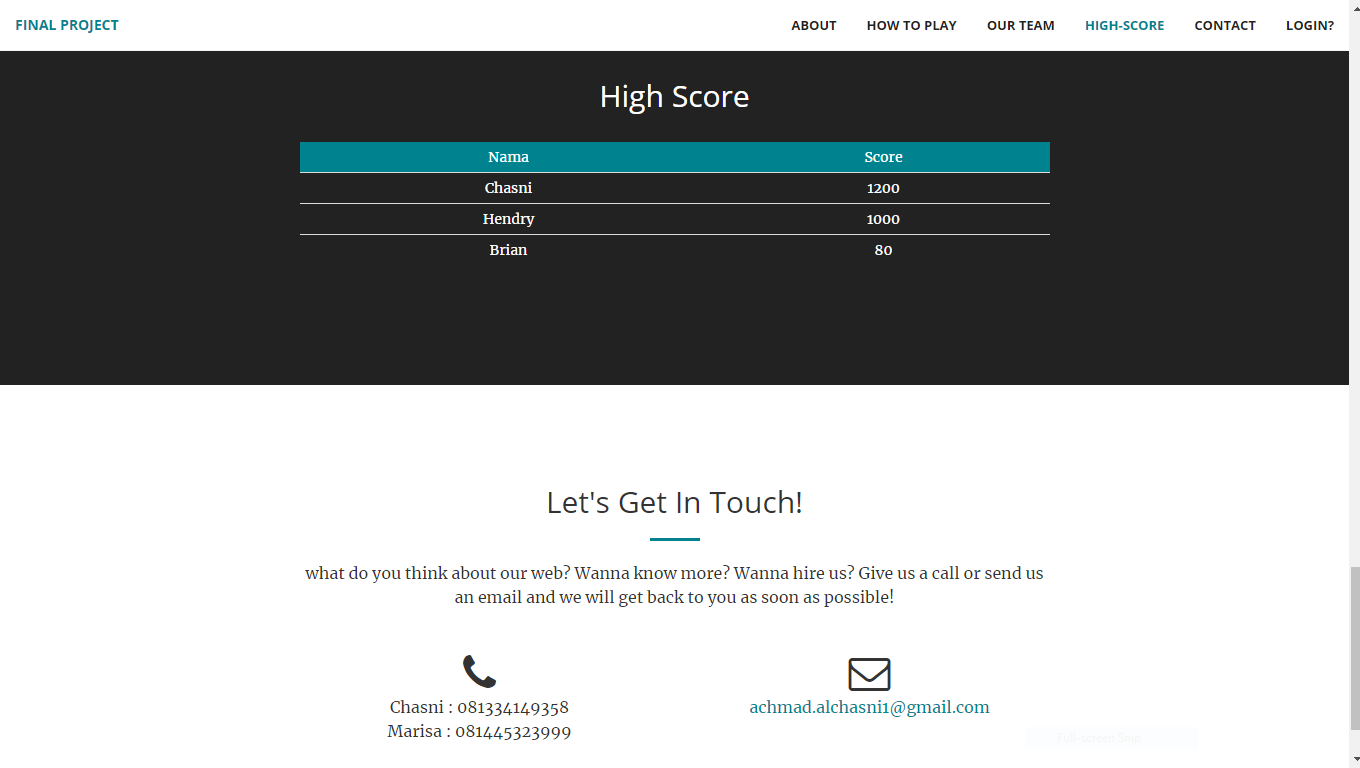 FINAL PROJECT ABOUT HOW TO PLAY OUR TEAM HIGH-SCORE CONTACT LOGIN?
High Score
Nama Score
Chasni 1200
Hendry 1000
Brian 80
Let's Get In Touch!
what do you think about our web? Wanna know more? Wanna hire us? Give us a call or send us
an email and we will get back to you as soon as possible!
Chasni : 081334149358 achmad.alchasni1@gmail.com
Marisa : 081445323999
Full-screen Snip